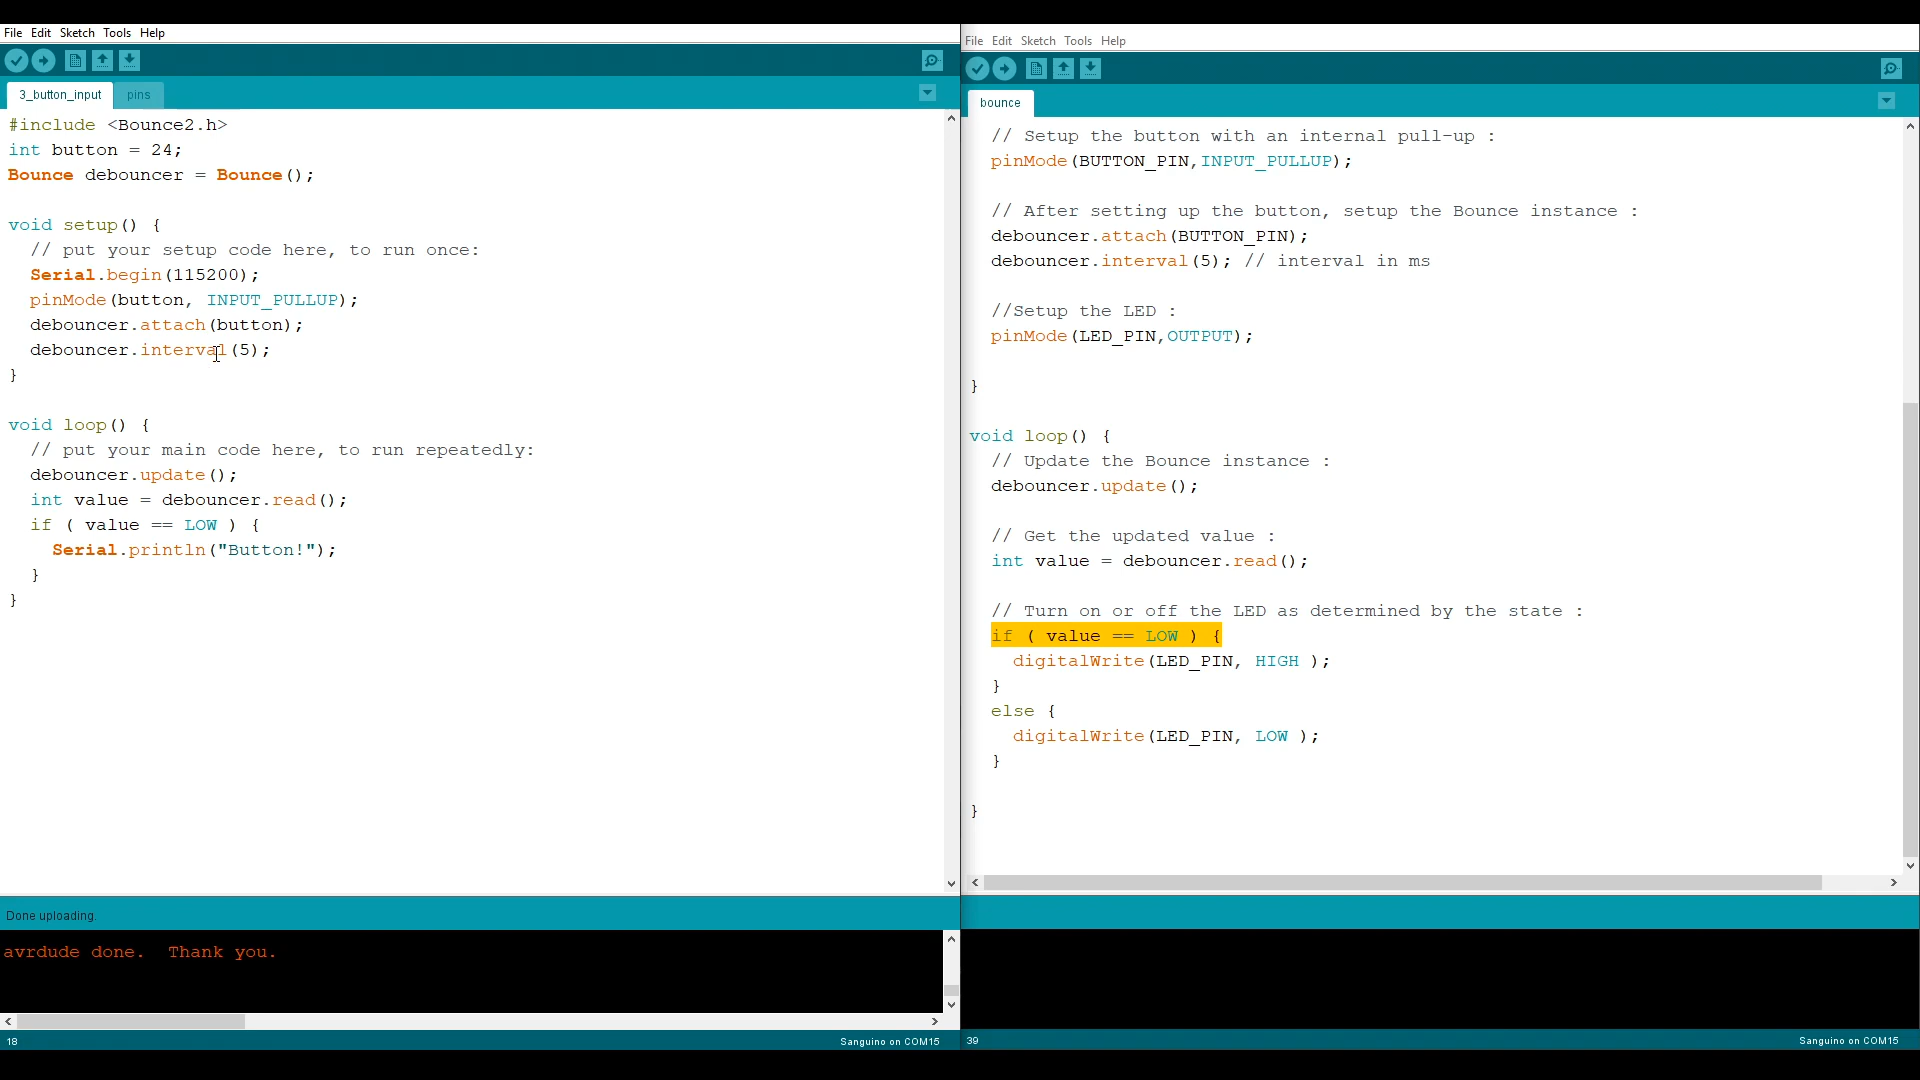 File Edit Sketch Tools Help
3_button_input pins
#include <Bounce2.h>
int button = 24;
Bounce debouncer = Bounce();
void setup() {
// put your setup code here, to run once:
Serial.begin(115200);
pinMode(button, INPUT_PULLUP);
debouncer.attach(button);
debouncer.interval(5);
}
void loop() {
// put your main code here, to run repeatedly:
debouncer.update();
int value = debouncer.read();
if ( value == LOW ) {
Serial.println("Button!");
}
}
Done uploading.
avrdude done.  Thank you.
18 Sanguino on COM15
File Edit Sketch Tools Help
bounce
// Setup the button with an internal pull-up :
pinMode(BUTTON_PIN,INPUT_PULLUP);
// After setting up the button, setup the Bounce instance :
debouncer.attach(BUTTON_PIN);
debouncer.interval(5); // interval in ms
//Setup the LED :
pinMode(LED_PIN,OUTPUT);
}
void loop() {
// Update the Bounce instance :
debouncer.update();
// Get the updated value :
int value = debouncer.read();
// Turn on or off the LED as determined by the state :
if ( value == LOW ) {
digitalWrite(LED_PIN, HIGH );
}
else {
digitalWrite(LED_PIN, LOW );
}
}
39 Sanguino on COM15